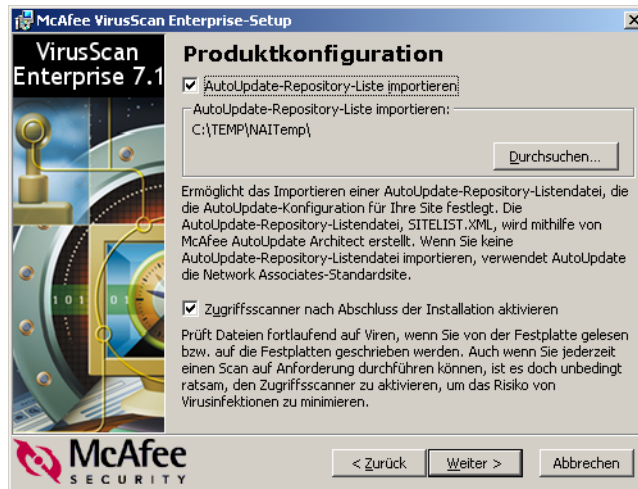 McAfee VirusScan Enterprise-Setup
VirusScan
Enterprise 7.1
Produktkonfiguration
AutoUpdate-Repository-Liste importieren
AutoUpdate-Repository-Liste importieren:
C:\TEMP\NAITemp\
Durchsuchen...
Ermöglicht das Importieren einer AutoUpdate-Repository-Listendatei, die
die AutoUpdate-Konfiguration für Ihre Site festlegt. Die
AutoUpdate-Repository-Listendatei, SITELIST.XML, wird mithilfe von
McAfee AutoUpdate Architect erstellt. Wenn Sie keine
AutoUpdate-Repository-Listendatei importieren, verwendet AutoUpdate
die Network Associates-Standardsite.
Zugriffsscanner nach Abschluss der Installation aktivieren
Prüft Dateien fortlaufend auf Viren, wenn Sie von der Festplatte gelesen
bzw. auf die Festplatten geschrieben werden. Auch wenn Sie jederzeit
einen Scan auf Anforderung durchführen können, ist es doch unbedingt
ratsam, den Zugriffsscanner zu aktivieren, um das Risiko von
Virusinfektionen zu minimieren.
101 01
McAfee
SECURITY
< Zurück
Weiter >
Abbrechen